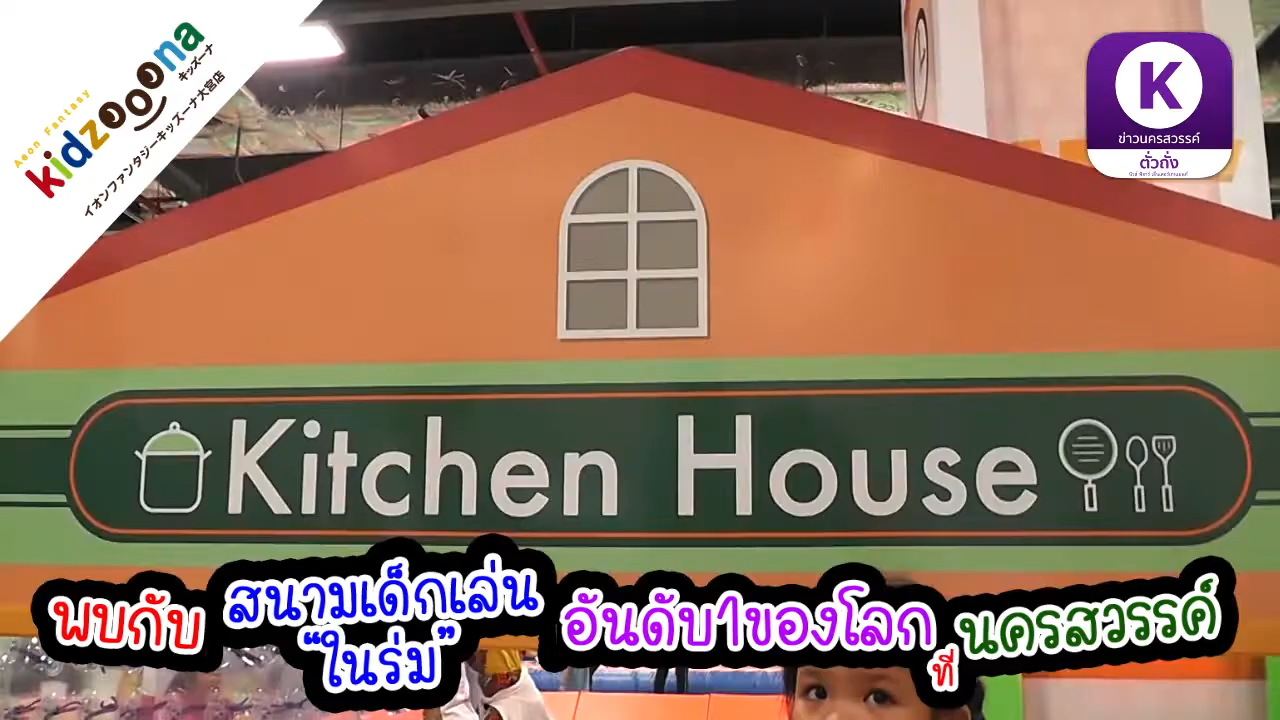 Aeon Fantasy
kidzooona
キッズーナ
イオンファンタジーキッズーナ大宮店
K
ข่าวนครสวรรค์
ตั่วถั่ง
Kitchen House
พบกับ สนามเด็กเล่น อันดับ1ของโลก ที่ นครสวรรค์
“ในร่ม”